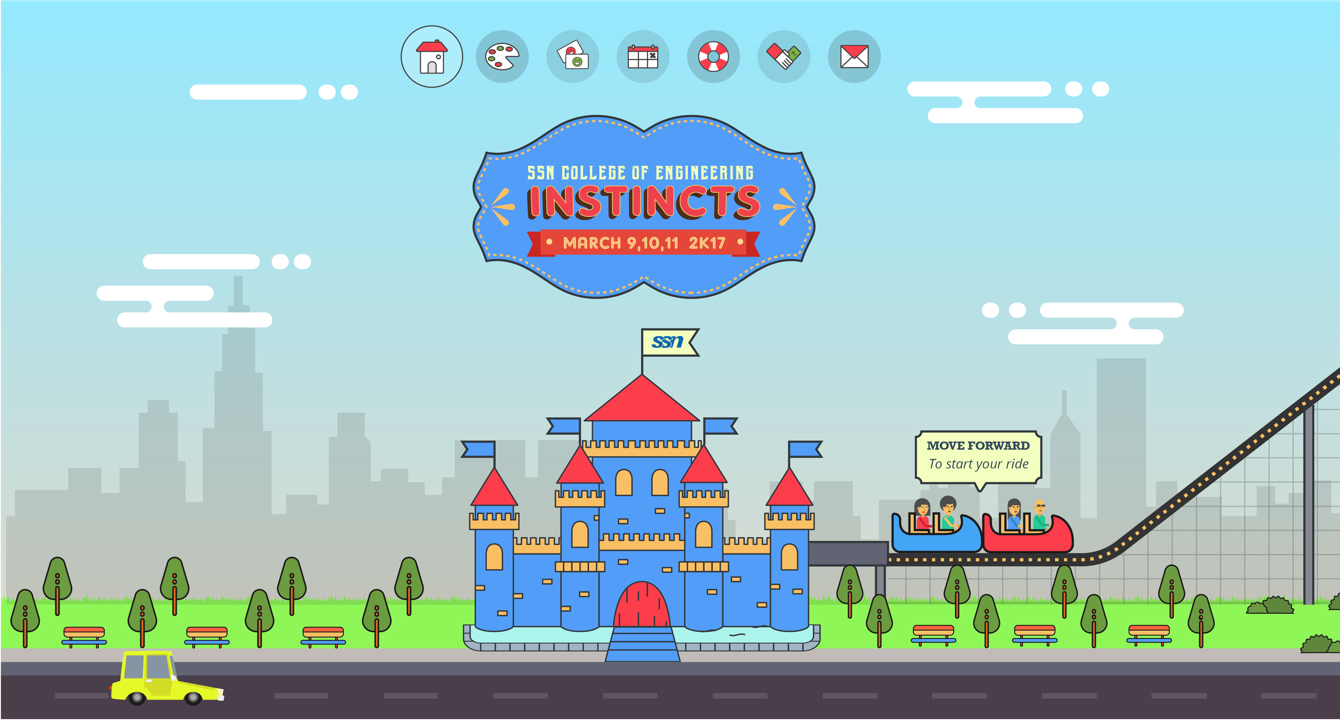 SSN COLLEGE OF ENGINEERING
INSTINCTS
MARCH 9,10,11 2K17
ssn
MOVE FORWARD
To start your ride